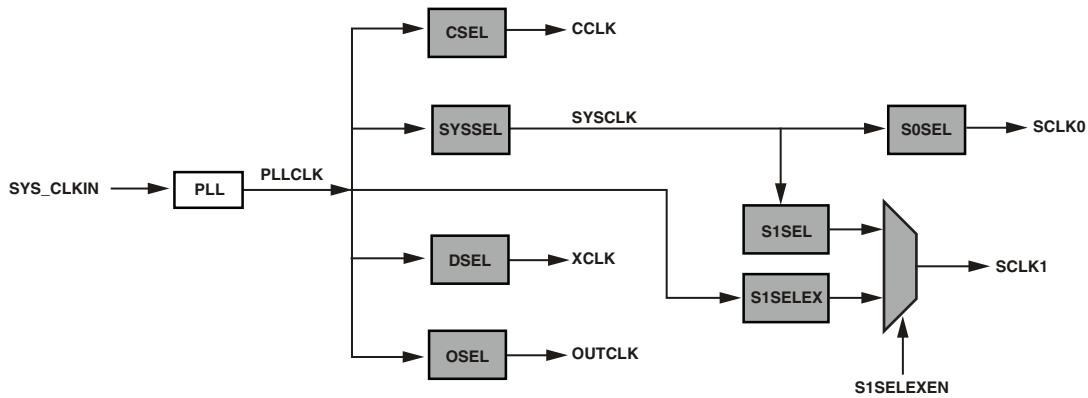 CSEL
CCLK
SYSSEL
SYSCLK
S0SEL
SCLK0
SYS_CLKIN
PLL
PLLCLK
S1SEL
DSEL
XCLK
SCLK1
S1SELEX
OSEL
OUTCLK
S1SELEXEN